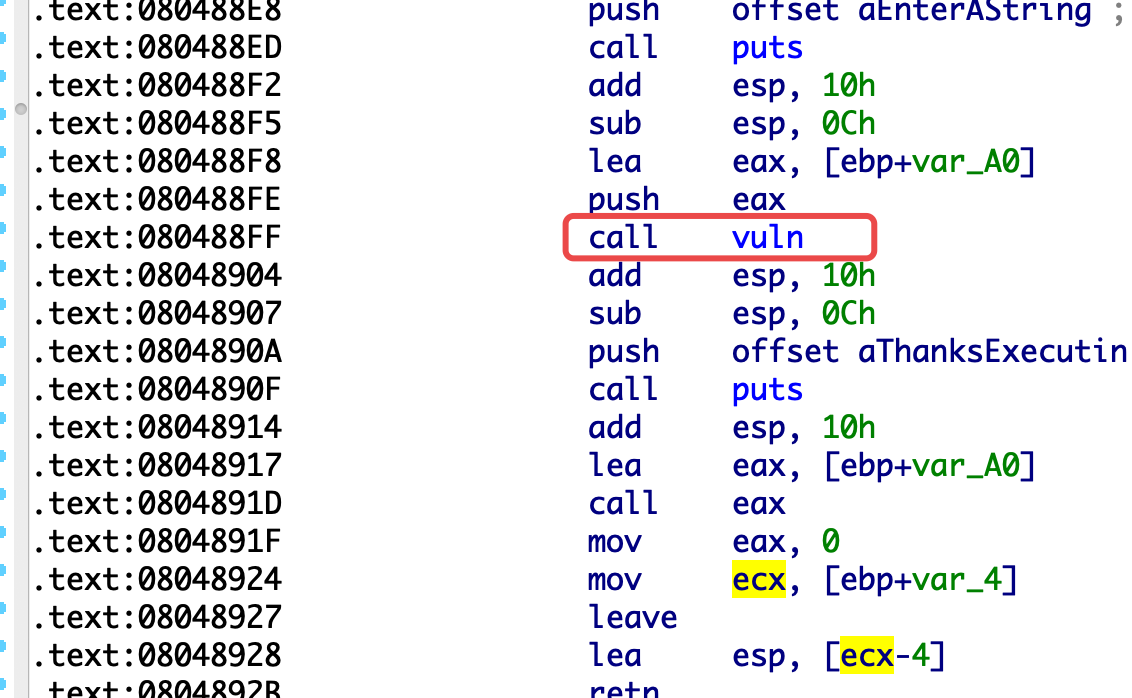 .text:080488E8 push offset aEnterAString ;
.text:080488ED call puts
.text:080488F2 add esp, 10h
.text:080488F5 sub esp, 0Ch
.text:080488F8 lea eax, [ebp+var_A0]
.text:080488FE push eax
.text:080488FF call vuln
.text:08048904 add esp, 10h
.text:08048907 sub esp, 0Ch
.text:0804890A push offset aThanksExecutin
.text:0804890F call puts
.text:08048914 add esp, 10h
.text:08048917 lea eax, [ebp+var_A0]
.text:0804891D call eax
.text:0804891F mov eax, 0
.text:08048924 mov ecx, [ebp+var_4]
.text:08048927 leave
.text:08048928 lea esp, [ecx-4]
.text:0804892B retn